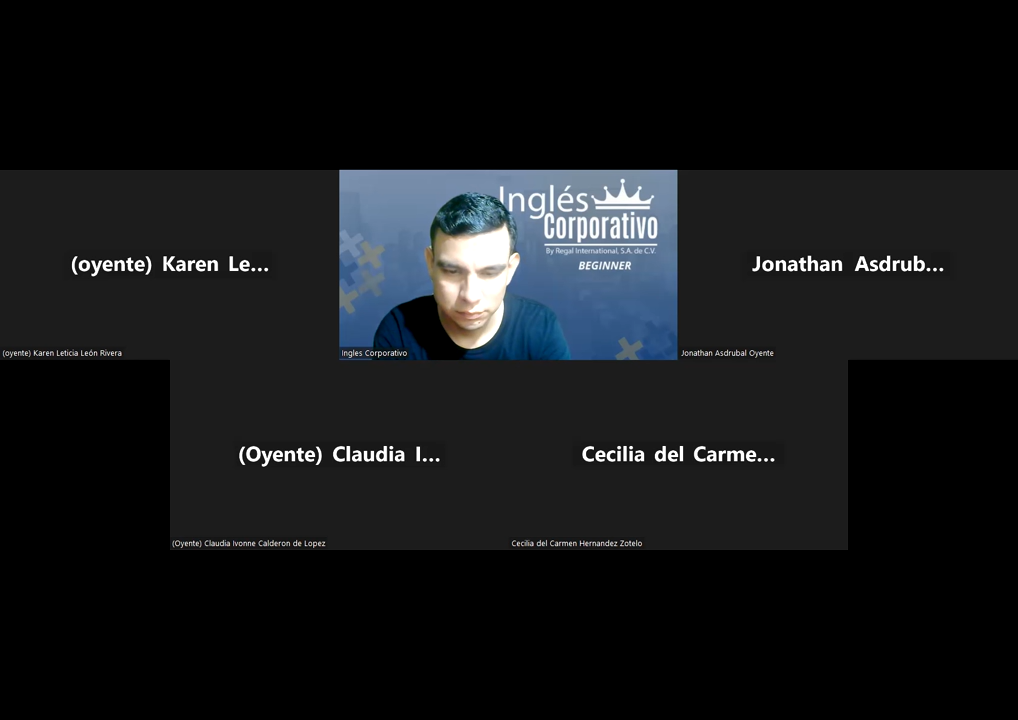 (oyente) Karen Le...
(oyente) Karen Leticia León Rivera
Inglés
Corporativo
By Regal International, S.A. de C.V.
BEGINNER
Ingles Corporativo
Jonathan Asdrub...
Jonathan Asdrubal Oyente
(Oyente) Claudia I...
(Oyente) Claudia Ivonne Calderon de Lopez
Cecilia del Carme...
Cecilia del Carmen Hernandez Zotelo